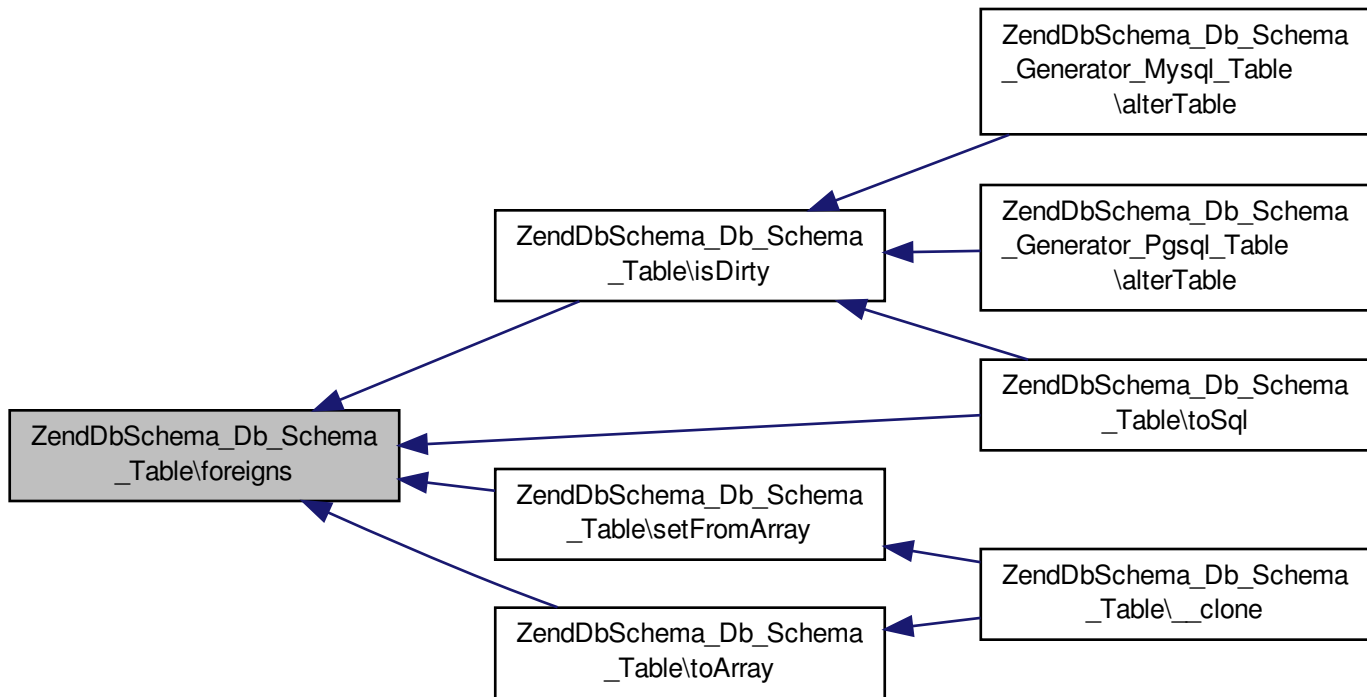 ZendDbSchema_Db_Schema
_Generator_Mysql_Table
\alterTable
ZendDbSchema_Db_Schema
_Generator_Pgsql_Table
\alterTable
ZendDbSchema_Db_Schema
_Table\isDirty
ZendDbSchema_Db_Schema
_Table\toSql
ZendDbSchema_Db_Schema
_Table\foreigns
ZendDbSchema_Db_Schema
_Table\setFromArray
ZendDbSchema_Db_Schema
_Table\__clone
ZendDbSchema_Db_Schema
_Table\toArray